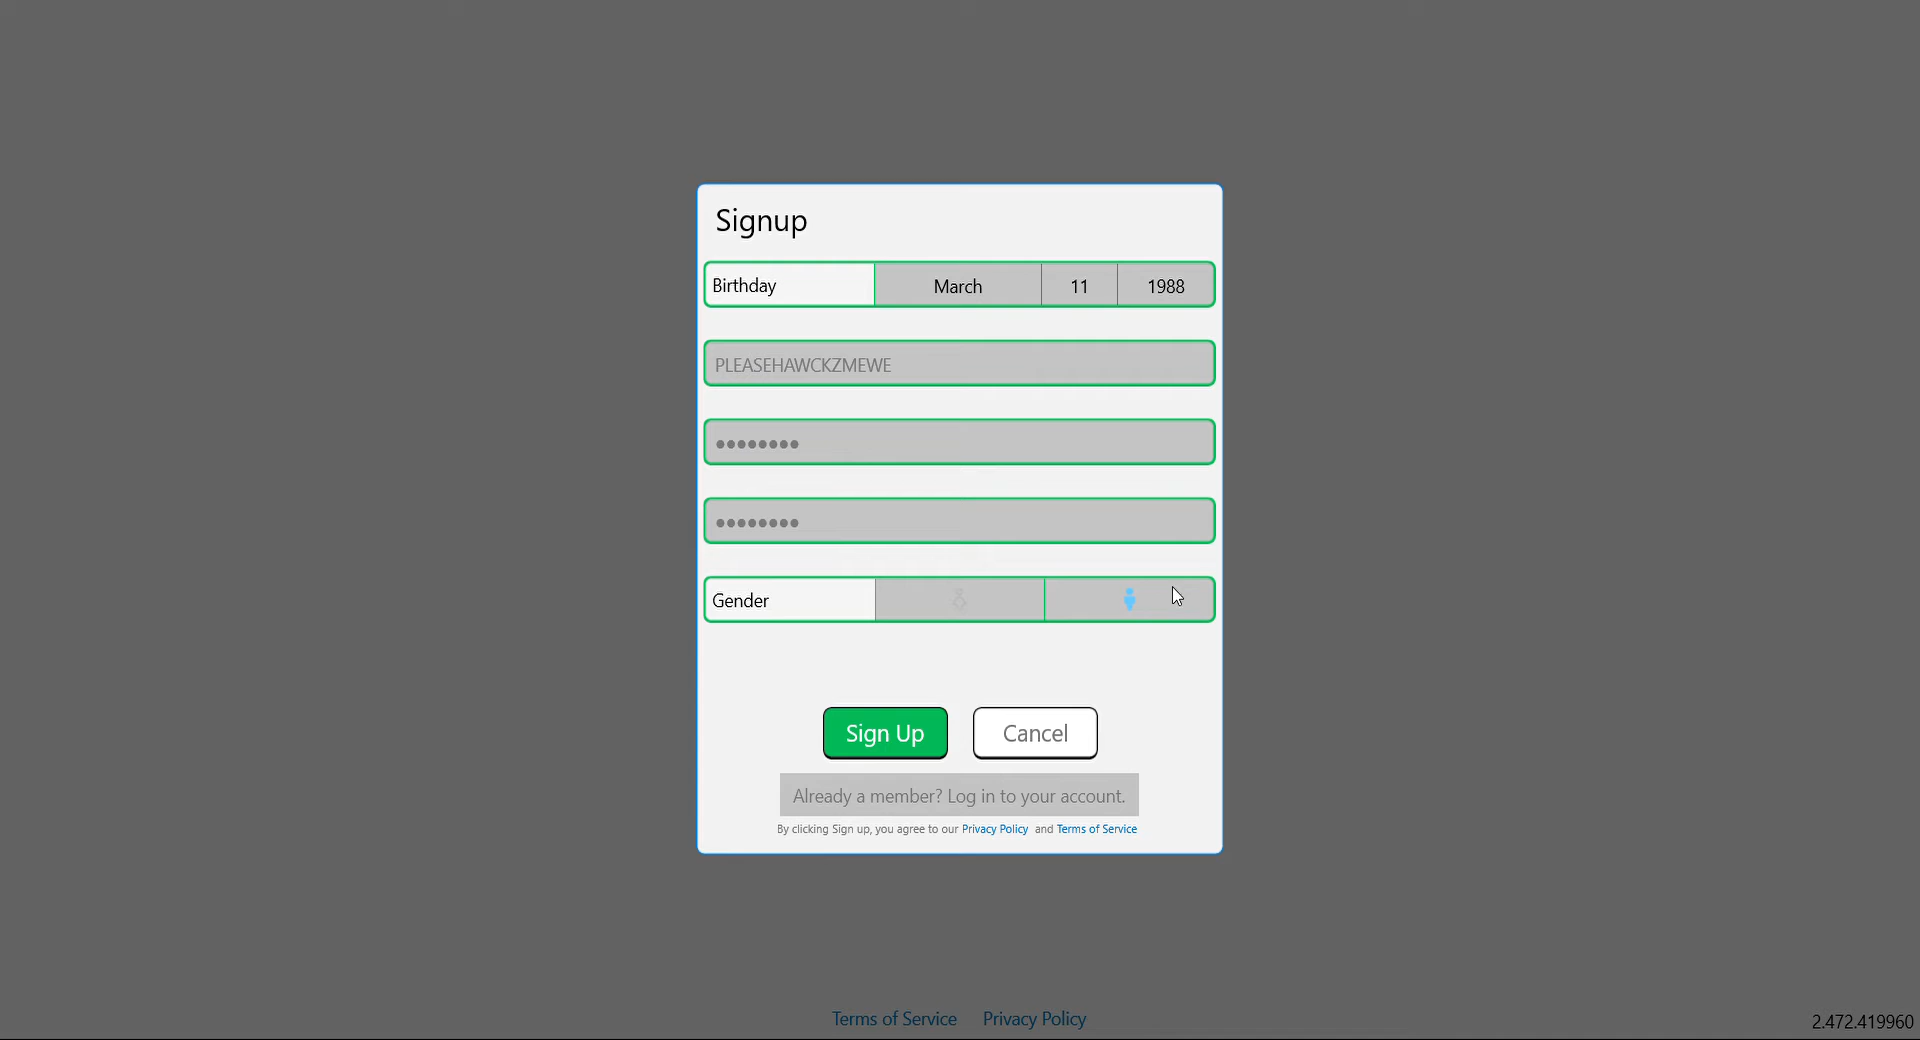 Signup
Birthday March 11 1988
PLEASEHAWCKZMEWE
●●●●●●●●
●●●●●●●●
Gender
Sign Up Cancel
Already a member? Log in to your account.
By clicking Sign up, you agree to our Privacy Policy and Terms of Service
Terms of Service Privacy Policy
2.472.419960